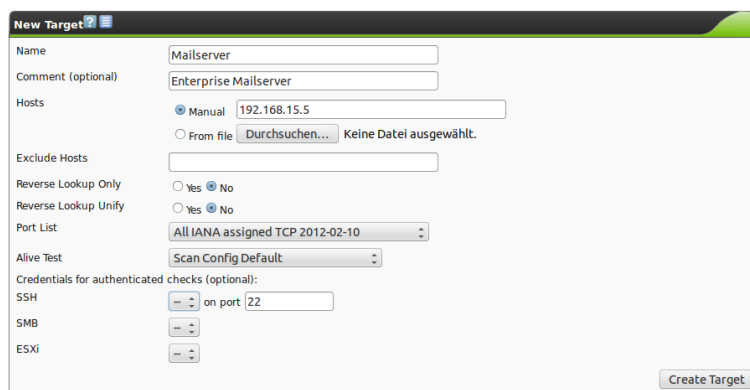 New Target ?
Name Mailserver
Comment (optional) Enterprise Mailserver
Hosts
Manual 192.168.15.5
From file Durchsuchen... Keine Datei ausgewählt.
Exclude Hosts
Reverse Lookup Only Yes No
Reverse Lookup Unify Yes No
Port List All IANA assigned TCP 2012-02-10
Alive Test Scan Config Default
Credentials for authenticated checks (optional):
SSH -- on port 22
SMB --
ESXi --
Create Target